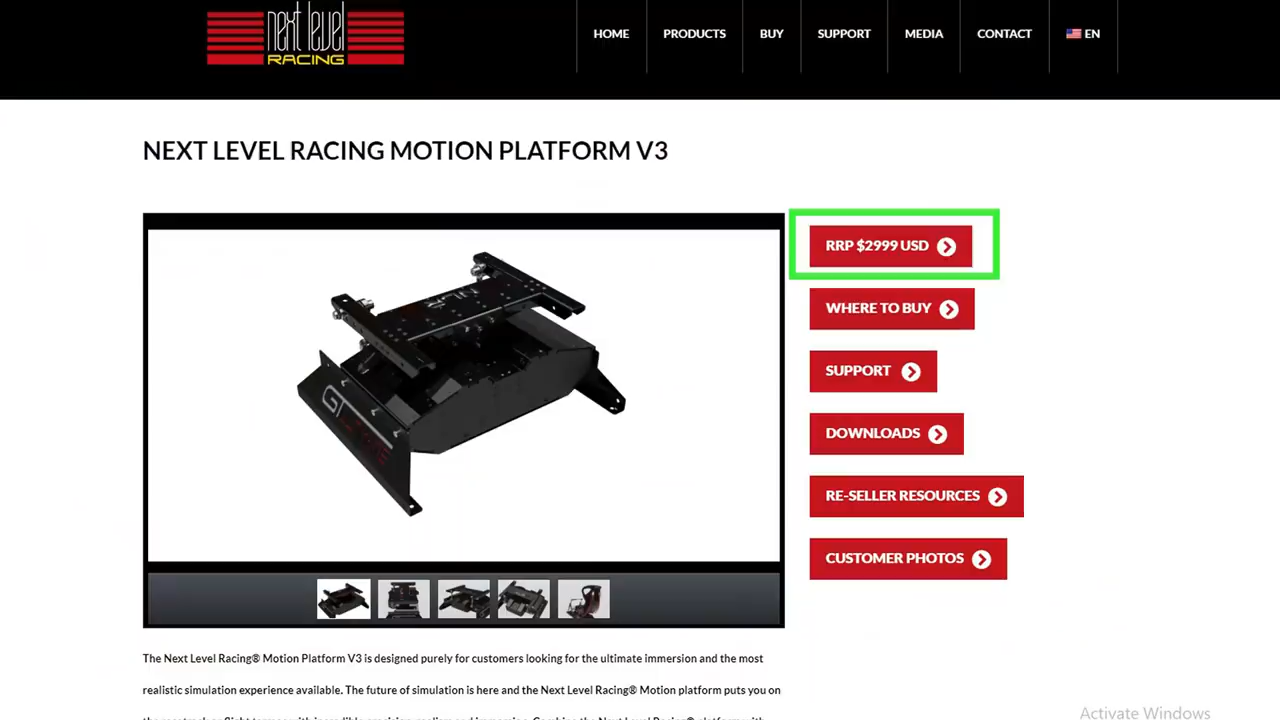 next level
RACING
HOME
PRODUCTS
BUY
SUPPORT
MEDIA
CONTACT
EN
NEXT LEVEL RACING MOTION PLATFORM V3
RRP $2999 USD
WHERE TO BUY
SUPPORT
DOWNLOADS
RE-SELLER RESOURCES
CUSTOMER PHOTOS
NLR
GT
The Next Level Racing® Motion Platform V3 is designed purely for customers looking for the ultimate immersion and the most
realistic simulation experience available. The future of simulation is here and the Next Level Racing® Motion platform puts you on
Activate Windows